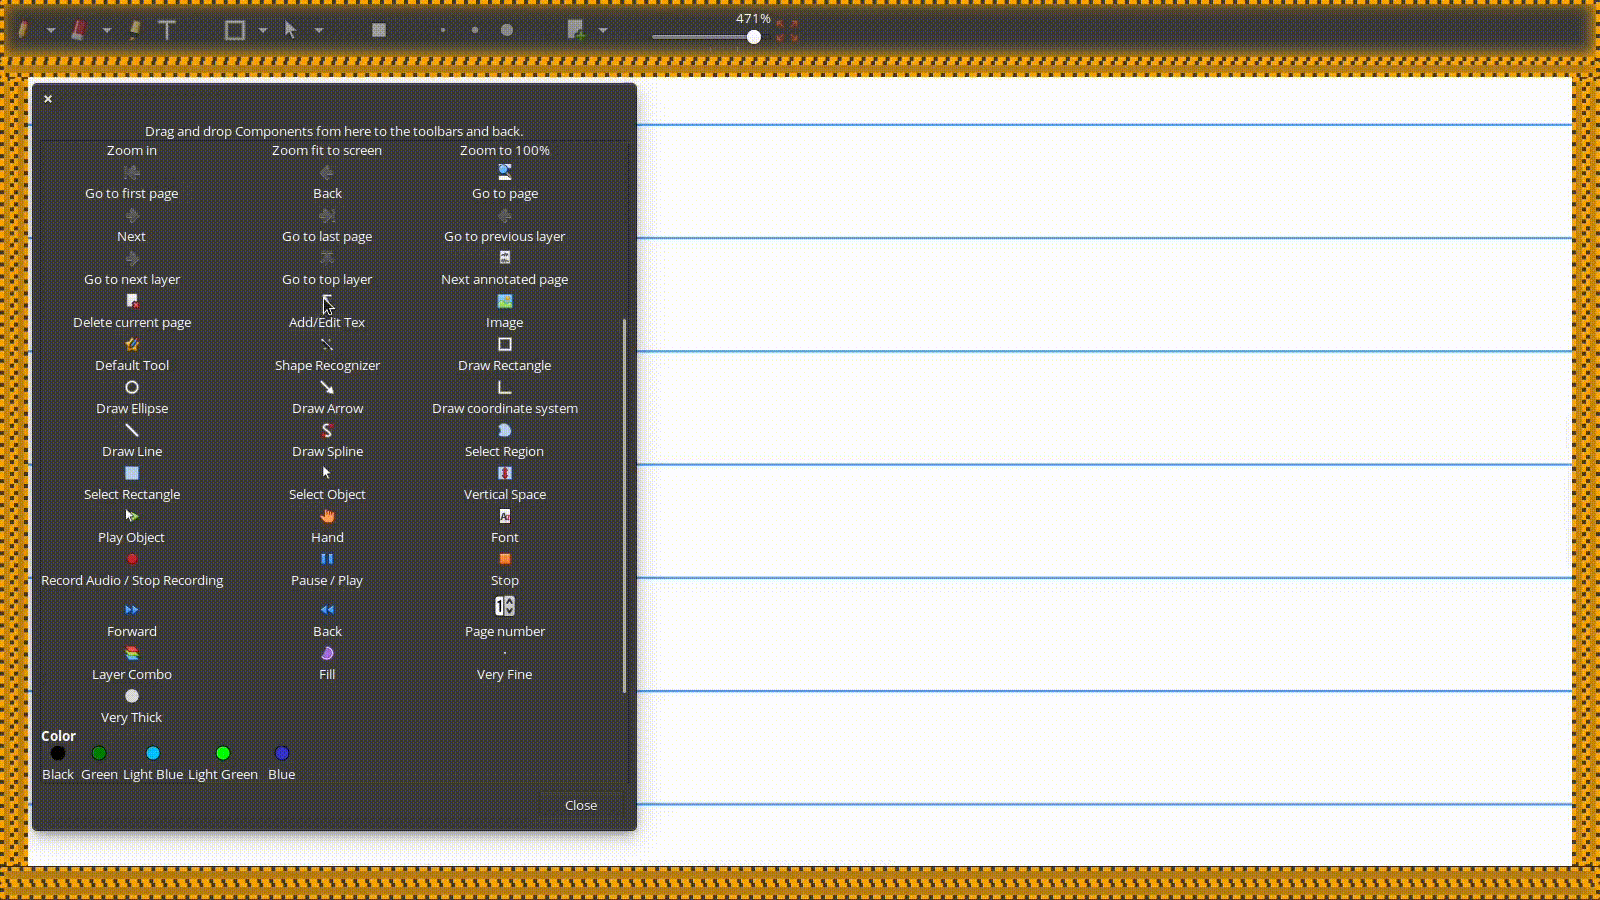 471%
Drag and drop Components fom here to the toolbars and back.
Zoom in Zoom fit to screen Zoom to 100%
Go to first page Back Go to page
Next Go to last page Go to previous layer
Go to next layer Go to top layer Next annotated page
Delete current page Add/Edit Tex Image
Default Tool Shape Recognizer Draw Rectangle
Draw Ellipse Draw Arrow Draw coordinate system
Draw Line Draw Spline Select Region
Select Rectangle Select Object Vertical Space
Play Object Hand Font
Record Audio / Stop Recording Pause / Play Stop
1
Forward Back Page number
Layer Combo Fill Very Fine
Very Thick
Color
Black Green Light Blue Light Green Blue
Close